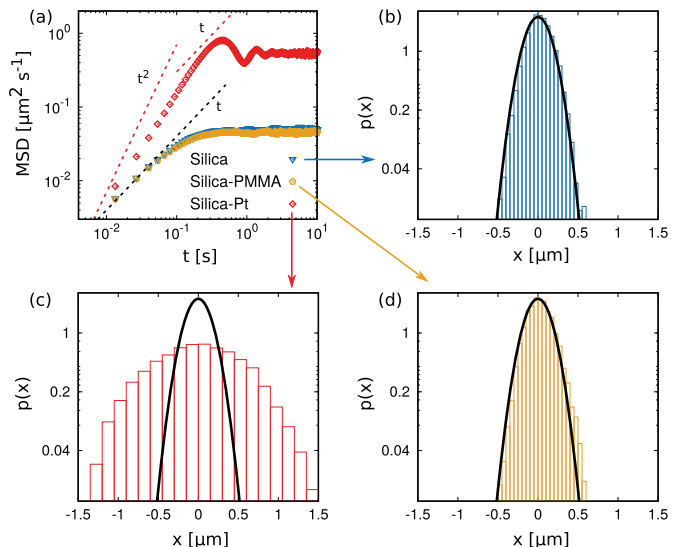 (a)
MSD [μm² s⁻¹]
10⁰
10⁻¹
10⁻²
t²
t
t
Silica
Silica-PMMA
Silica-Pt
10⁻² 10⁻¹ 10⁰ 10¹
t [s]
(b)
p(x)
1
0.2
0.04
-1.5 -1 -0.5 0 0.5 1 1.5
x [μm]
(c)
p(x)
1
0.2
0.04
-1.5 -1 -0.5 0 0.5 1 1.5
x [μm]
(d)
p(x)
1
0.2
0.04
-1.5 -1 -0.5 0 0.5 1 1.5
x [μm]